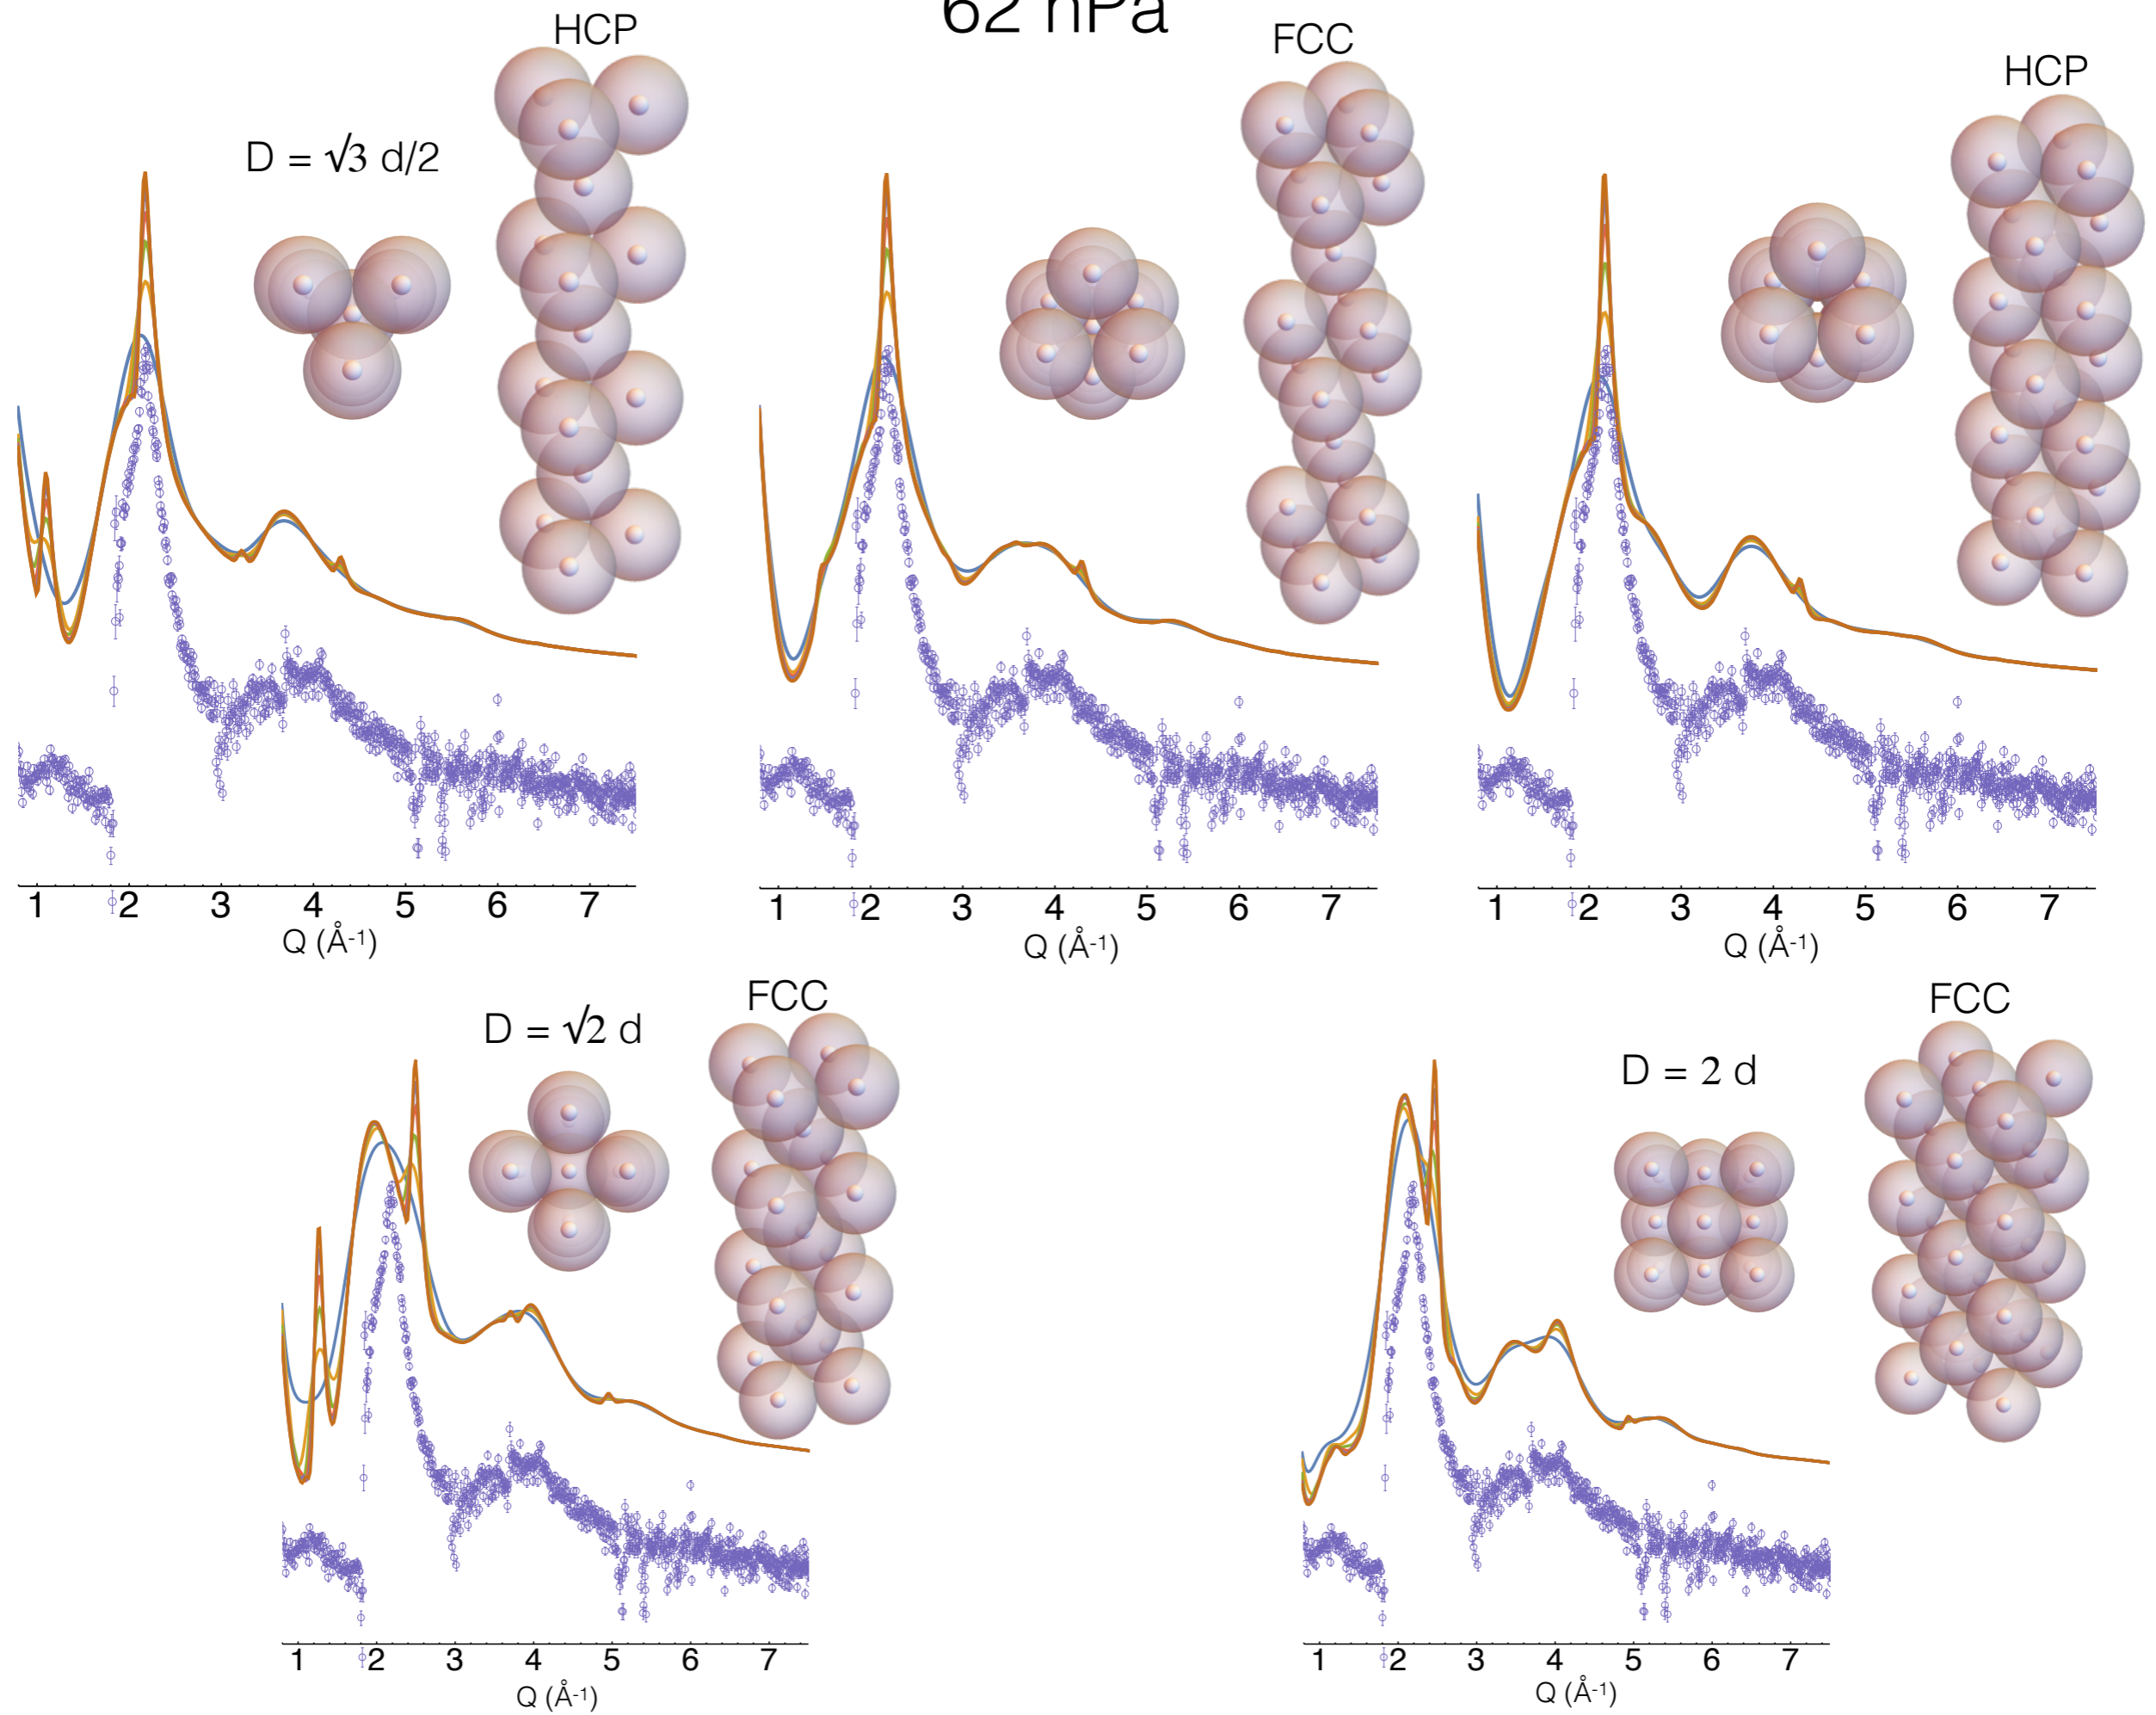 62 hPa
HCP
FCC
HCP
D = √3 d/2
1 2 3 4 5 6 7
Q (Å-1)
1 2 3 4 5 6 7
Q (Å-1)
1 2 3 4 5 6 7
Q (Å-1)
FCC
D = √2 d
FCC
D = 2 d
1 2 3 4 5 6 7
Q (Å-1)
1 2 3 4 5 6 7
Q (Å-1)